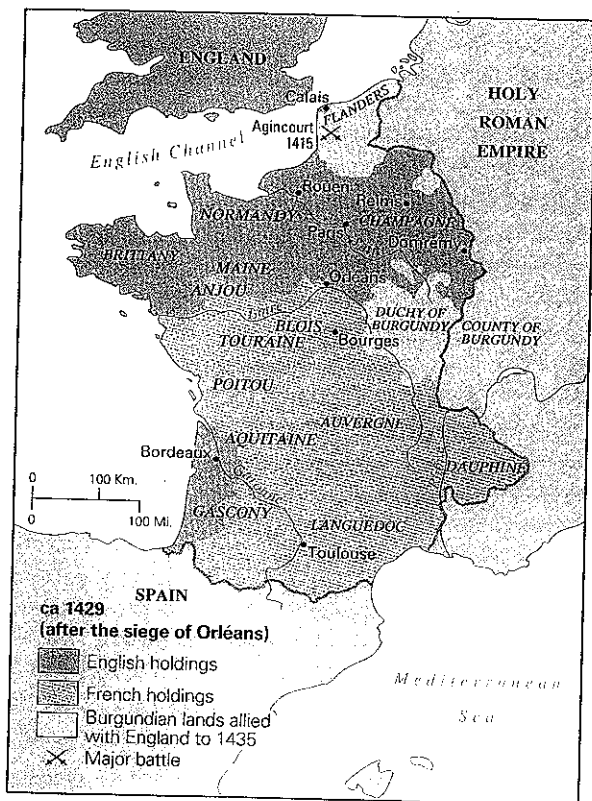 ENGLAND
Calais
FLANDERS
HOLY
ROMAN
EMPIRE
Agincourt
1415
English Channel
Rouen
Reims
NORMANDY
CHAMPAGNE
Paris
Domremy
BRITTANY
MAINE
ANJOU
Orléans
Loire
DUCHY OF
BURGUNDY
COUNTY OF
BURGUNDY
BLOIS
TOURAINE
Bourges
POITOU
AUVERGNE
AQUITAINE
Bordeaux
DAUPHINE
Garonne
0 100 Km.
0 100 Mi.
GASCONY
LANGUEDOC
Toulouse
SPAIN
ca 1429
(after the siege of Orléans)
English holdings
French holdings
Burgundian lands allied
with England to 1435
Major battle
Mediterranean
Sea